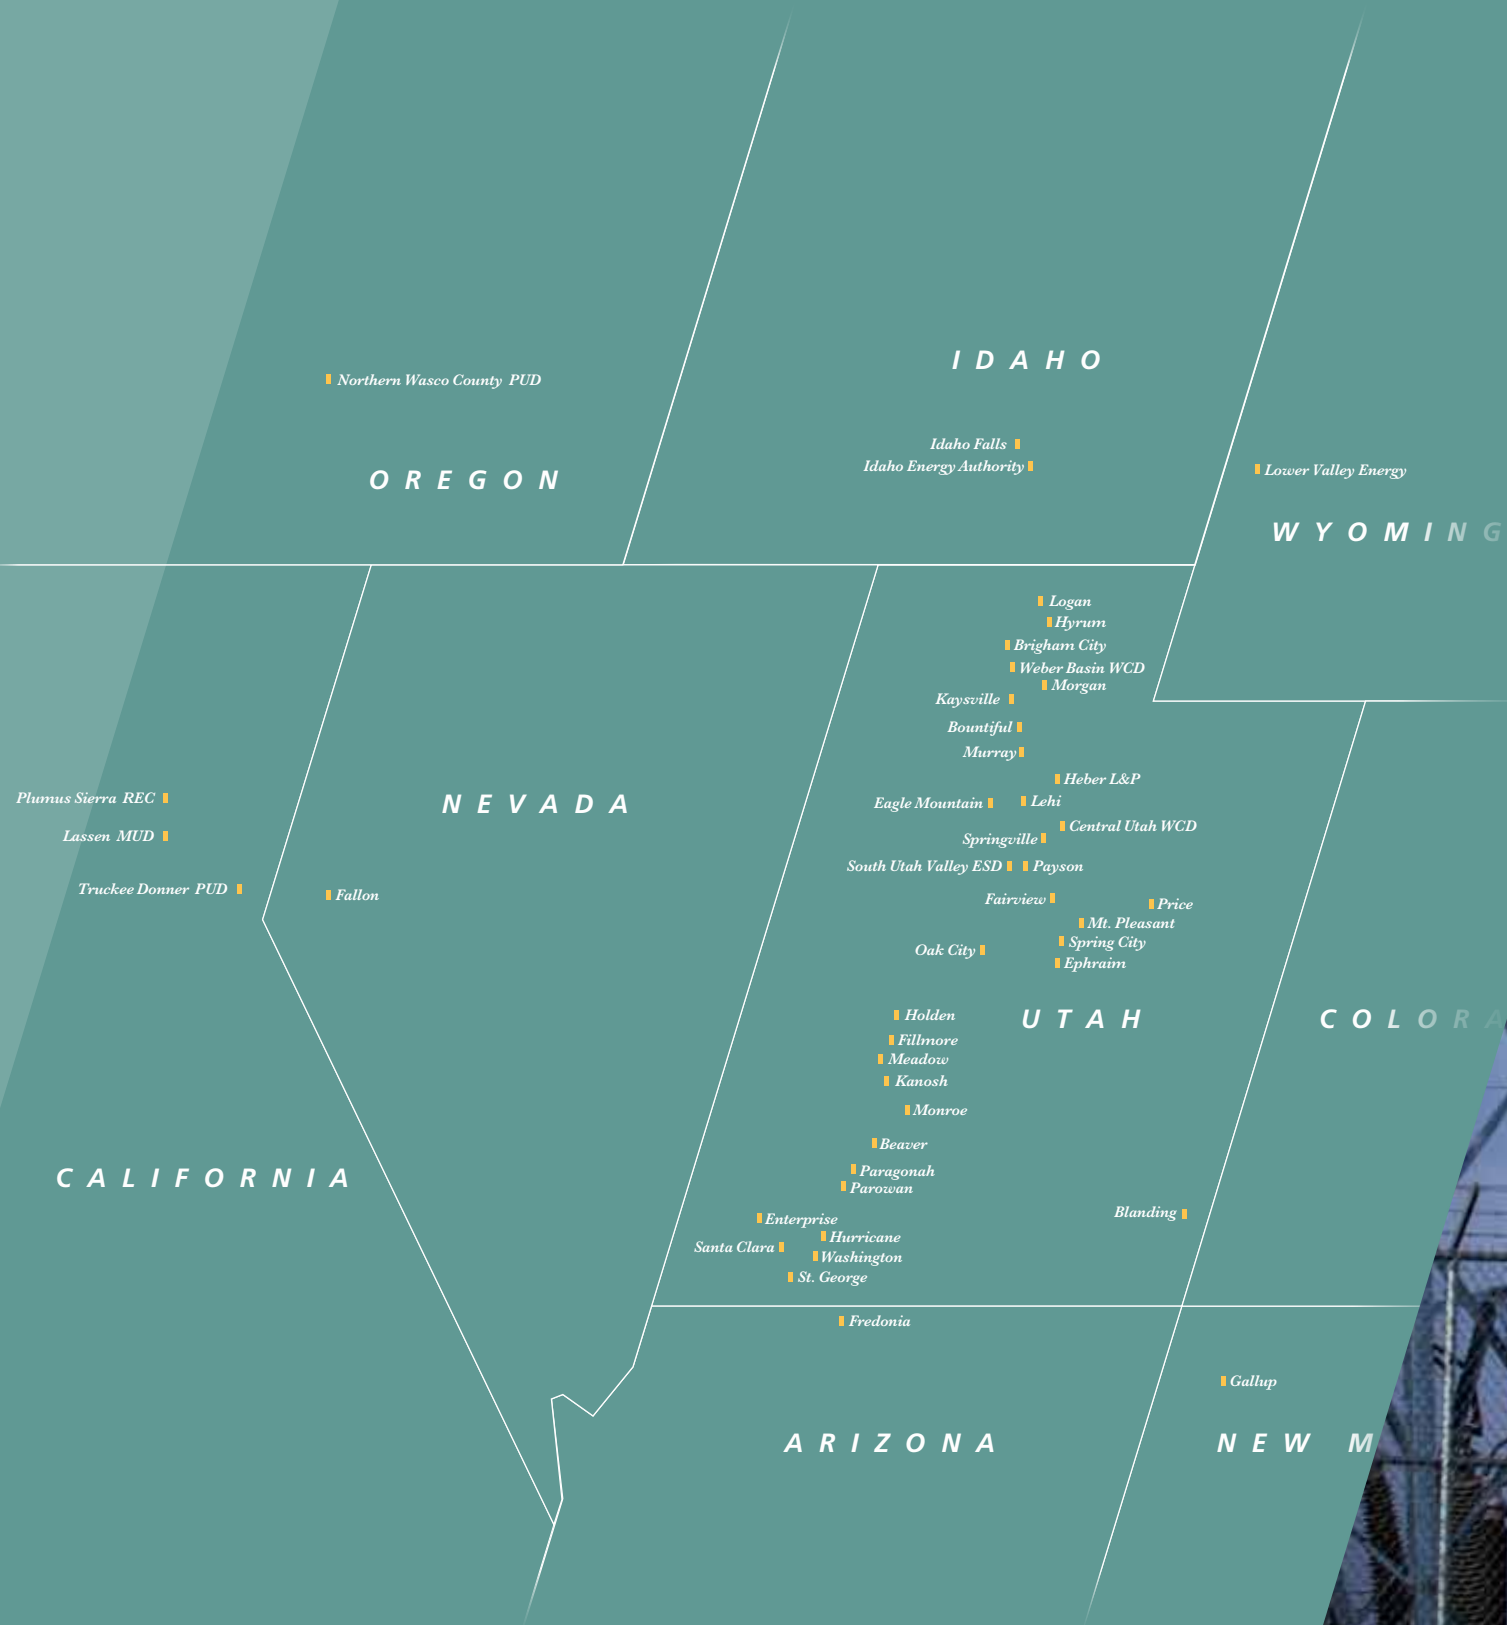 IDAHO
Northern Wasco County PUD
Idaho Falls
Idaho Energy Authority
Lower Valley Energy
OREGON
WYOMING
Logan
Hyrum
Brigham City
Weber Basin WCD
Morgan
Kaysville
Bountiful
Murray
Heber L&P
Plumus Sierra REC
NEVADA
Eagle Mountain
Lehi
Central Utah WCD
Lassen MUD
Springville
South Utah Valley ESD
Payson
Truckee Donner PUD
Fallon
Fairview
Price
Mt. Pleasant
Spring City
Oak City
Ephraim
Holden
UTAH
COLORA
Fillmore
Meadow
Kanosh
Monroe
Beaver
Paragonah
CALIFORNIA
Parowan
Blanding
Enterprise
Hurricane
Santa Clara
Washington
St. George
Fredonia
Gallup
ARIZONA
NEW M